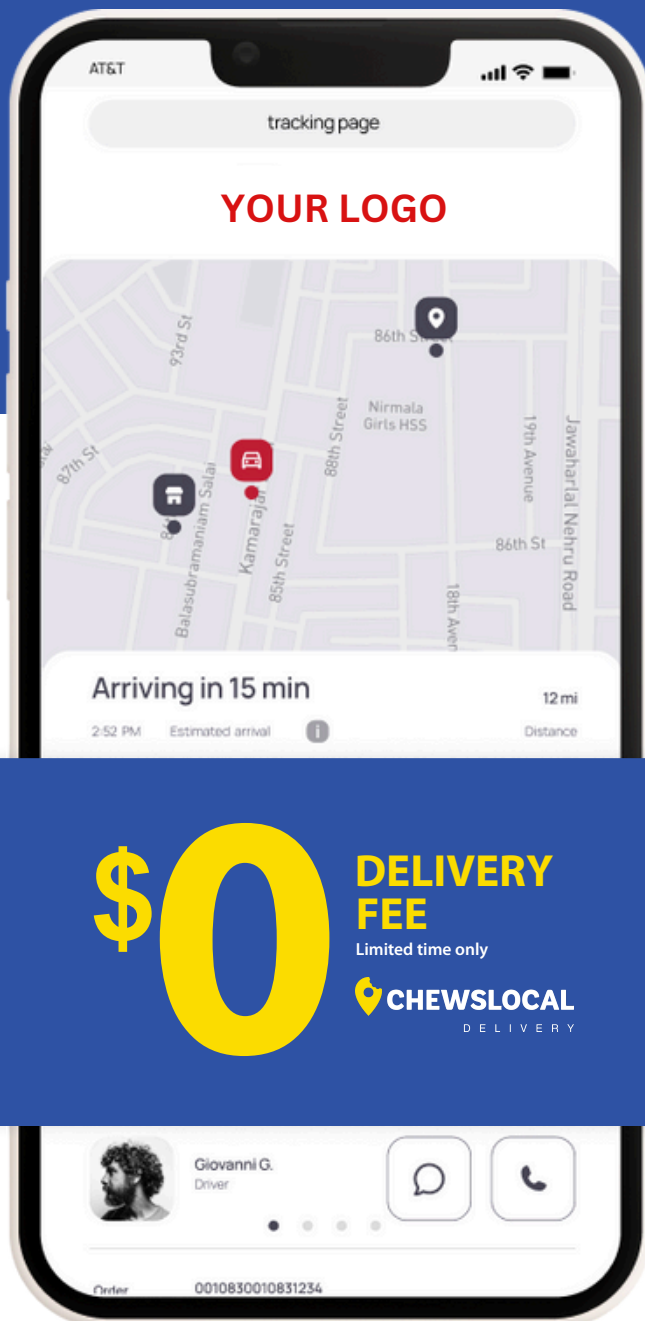 AT&T
tracking page
YOUR LOGO
93rd St
86th S
Nirmala
Girls HSS
87th St
88th Street
19th Avenue
Jawaharlal Nehru Road
Balasubramaniam Salai
Kamarajar
85th Street
86th St
18th Aven
Arriving in 15 min
12 mi
2:52 PM Estimated arrival i
Distance
$0
DELIVERY
FEE
Limited time only
CHEWSLOCAL
DELIVERY
Giovanni G.
Driver
Order 0010830010831234